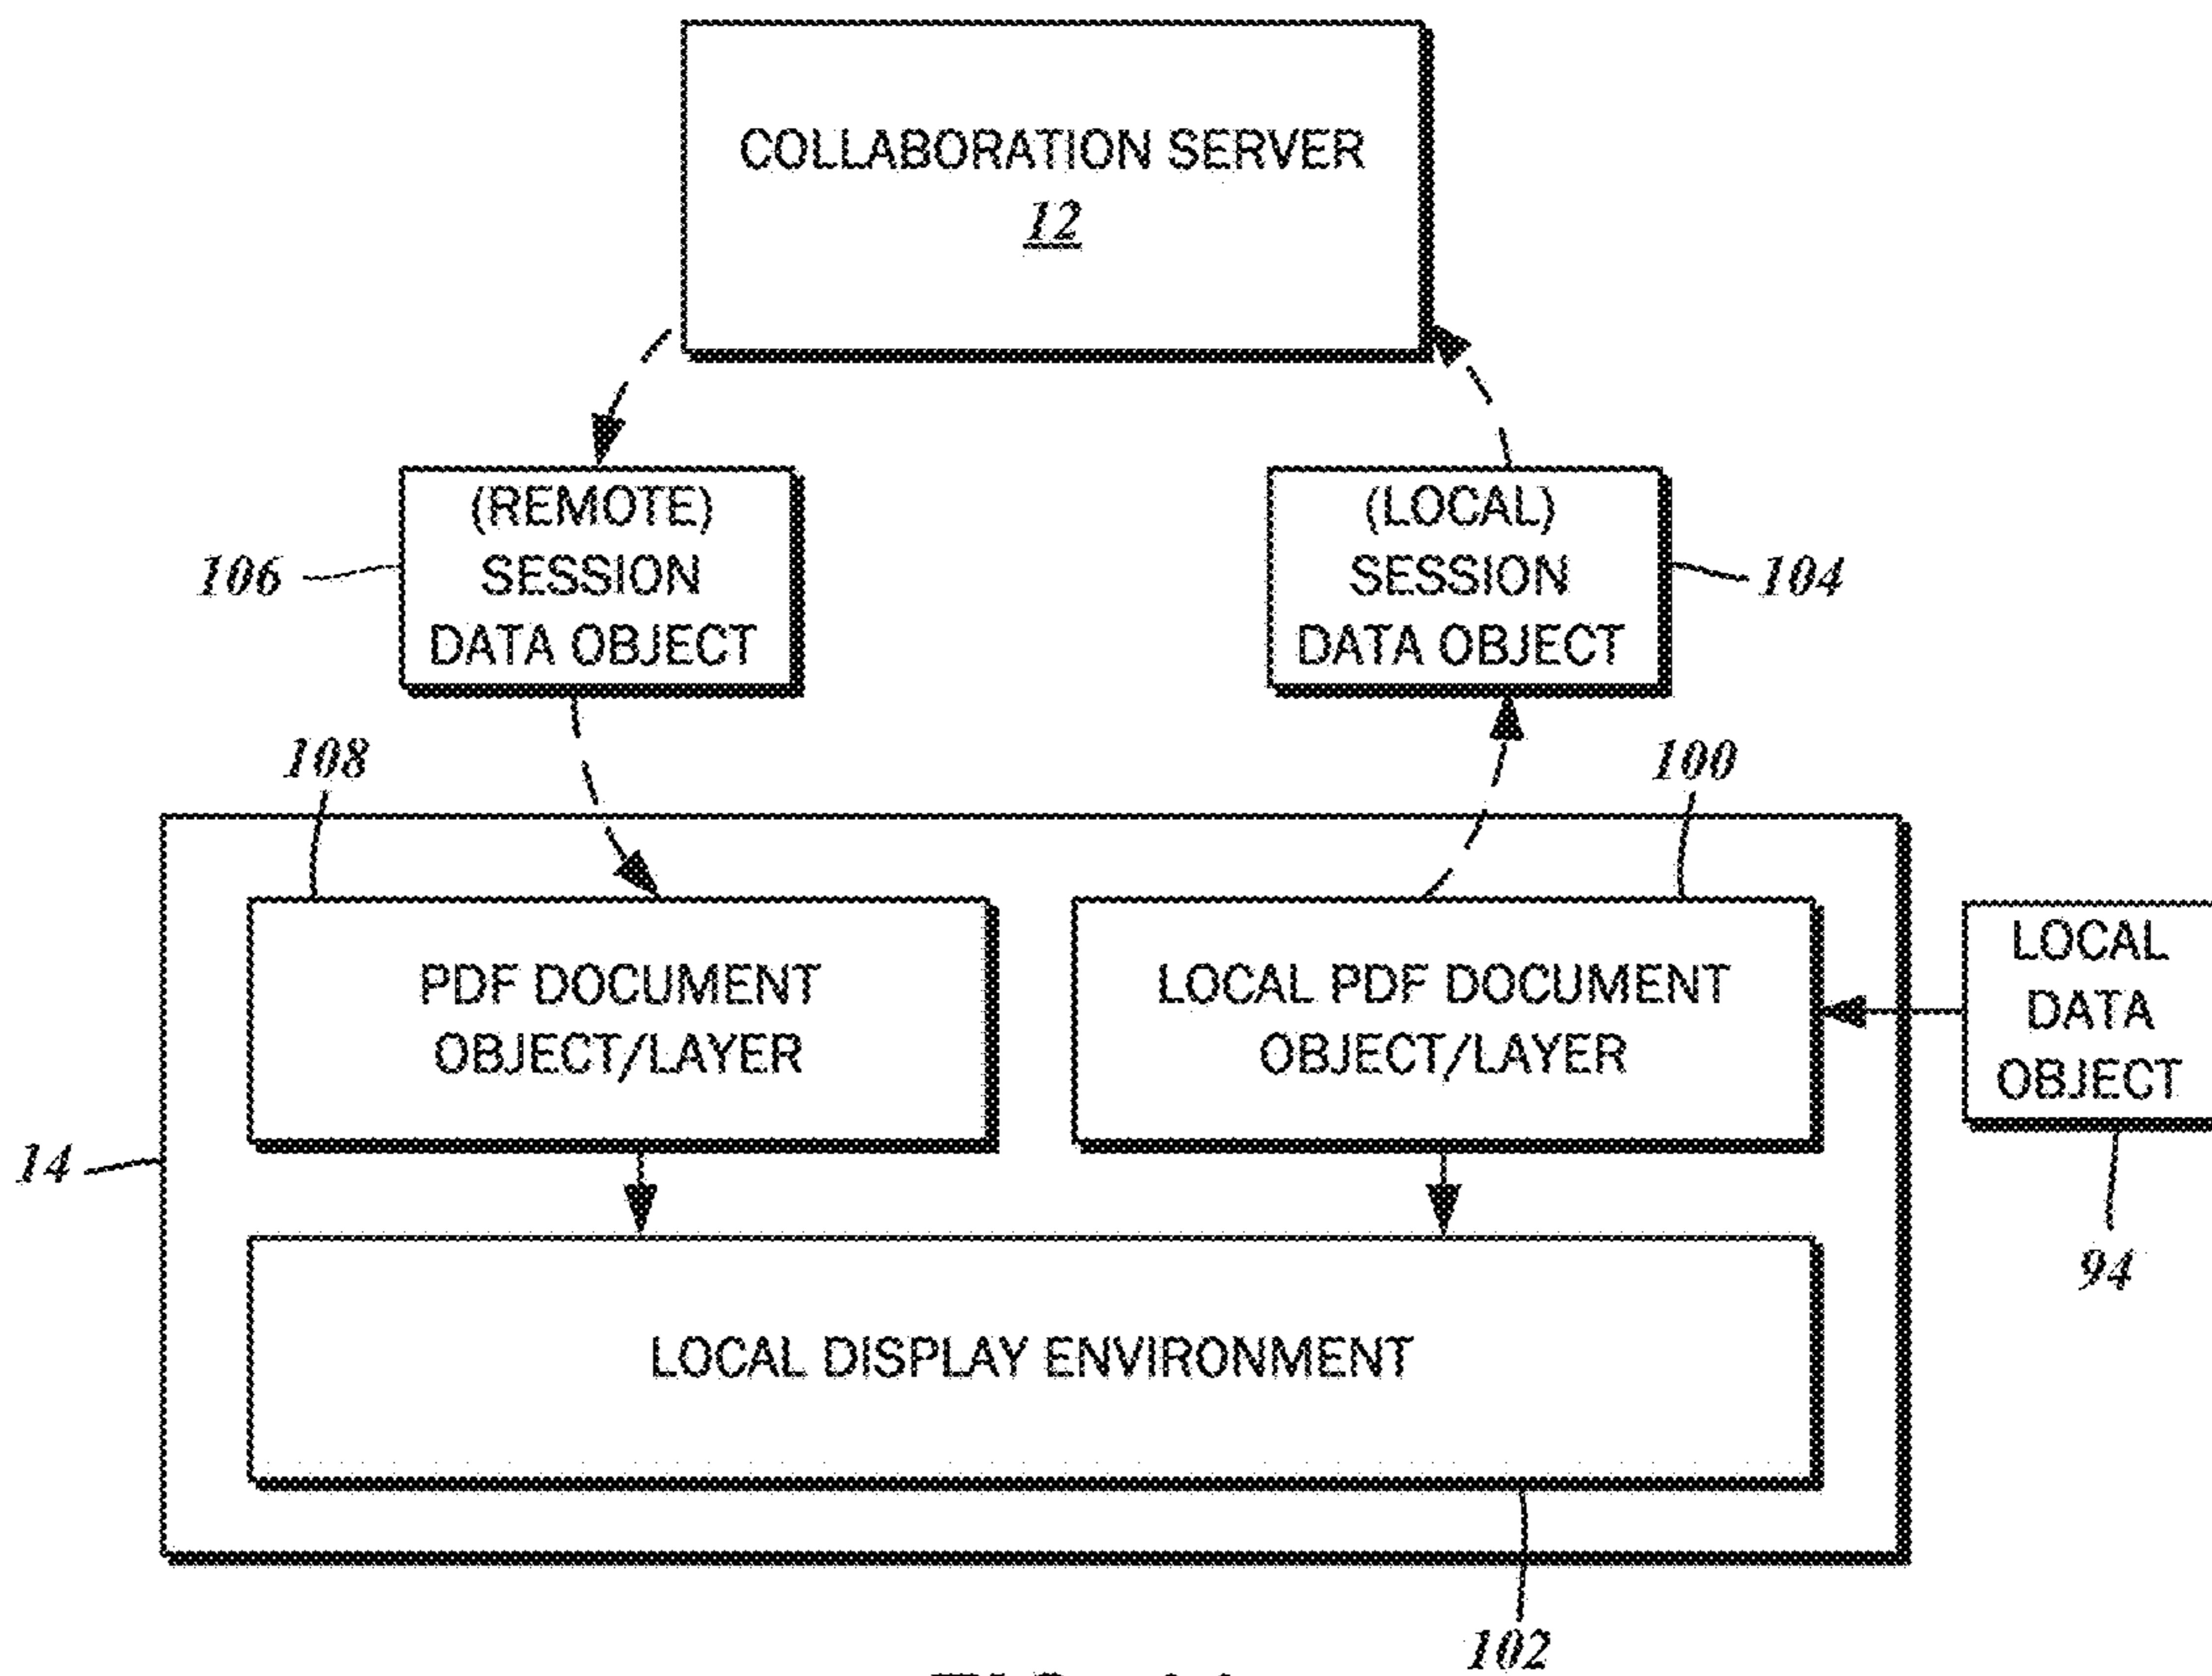 COLLABORATION SERVER
12
(REMOTE)
SESSION
DATA OBJECT
106
(LOCAL)
SESSION
DATA OBJECT
104
108
100
PDF DOCUMENT
OBJECT/LAYER
LOCAL PDF DOCUMENT
OBJECT/LAYER
LOCAL
DATA
OBJECT
14
94
LOCAL DISPLAY ENVIRONMENT
102